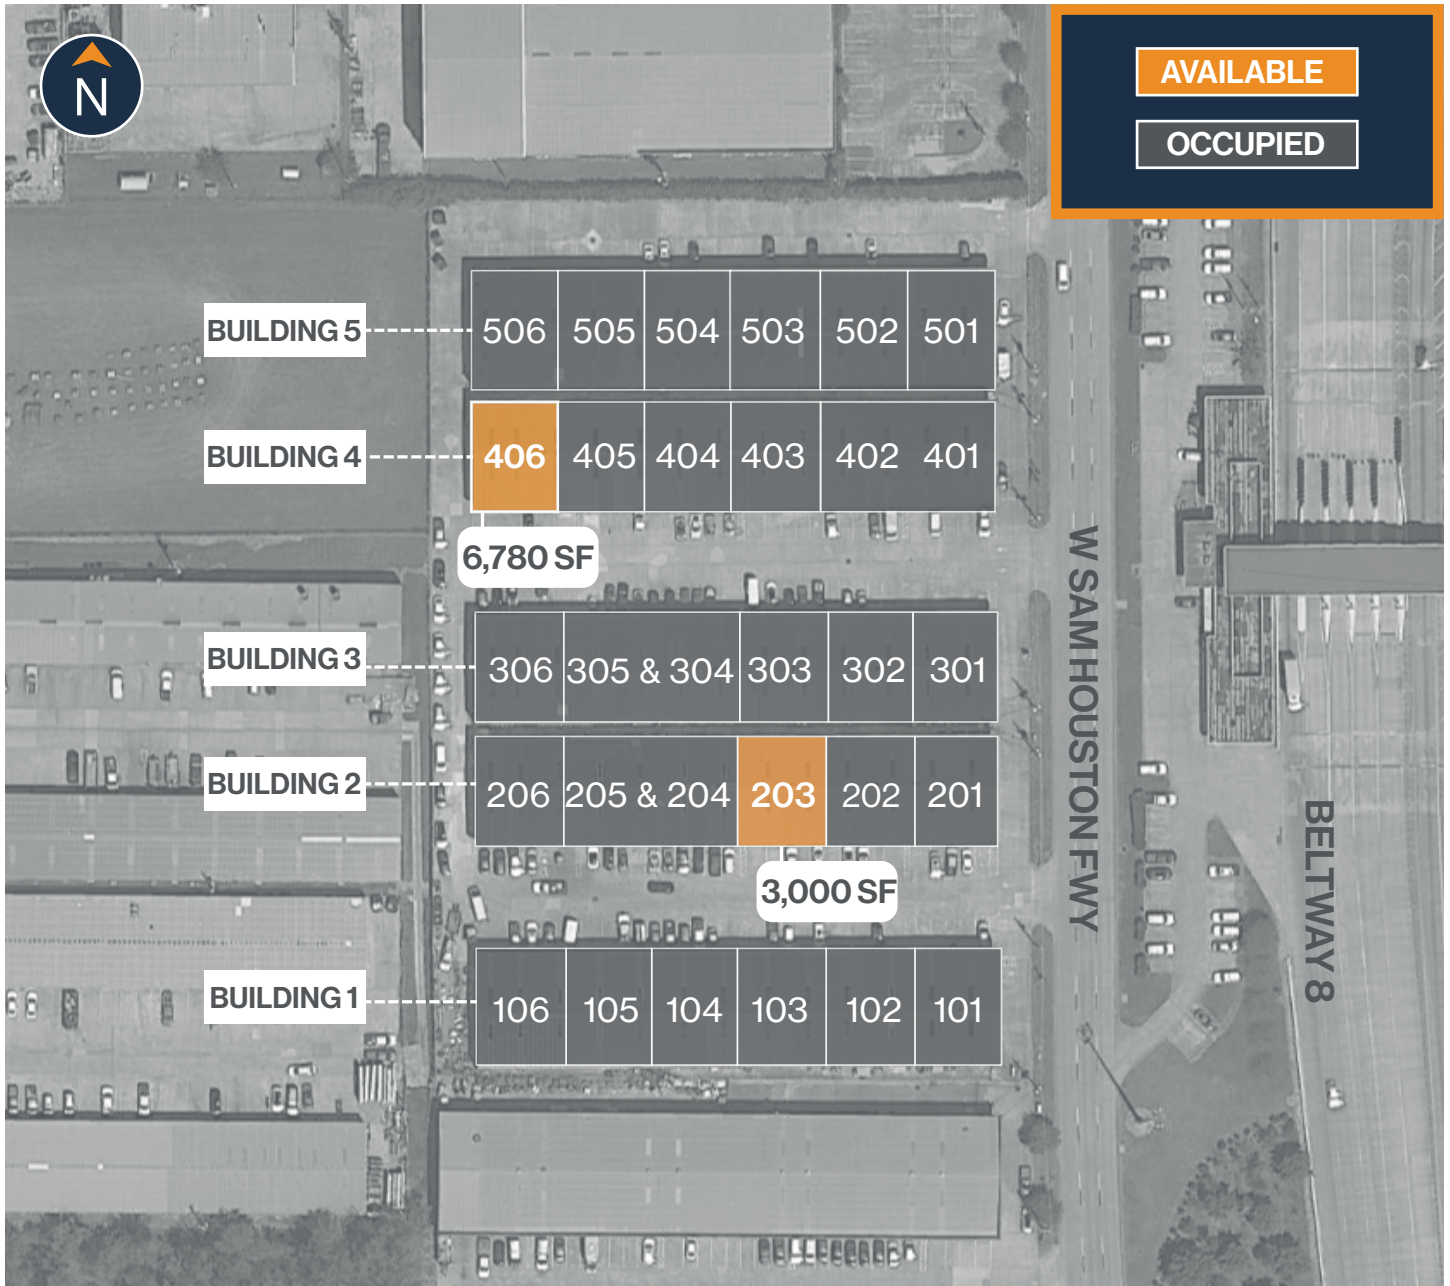 N
AVAILABLE
OCCUPIED
BUILDING 5
506 505 504 503 502 501
BUILDING 4
406 405 404 403 402 401
6,780 SF
BUILDING 3
306 305 & 304 303 302 301
BUILDING 2
206 205 & 204 203 202 201
3,000 SF
BUILDING 1
106 105 104 103 102 101
W SAM HOUSTON FWY
BELTWAY 8